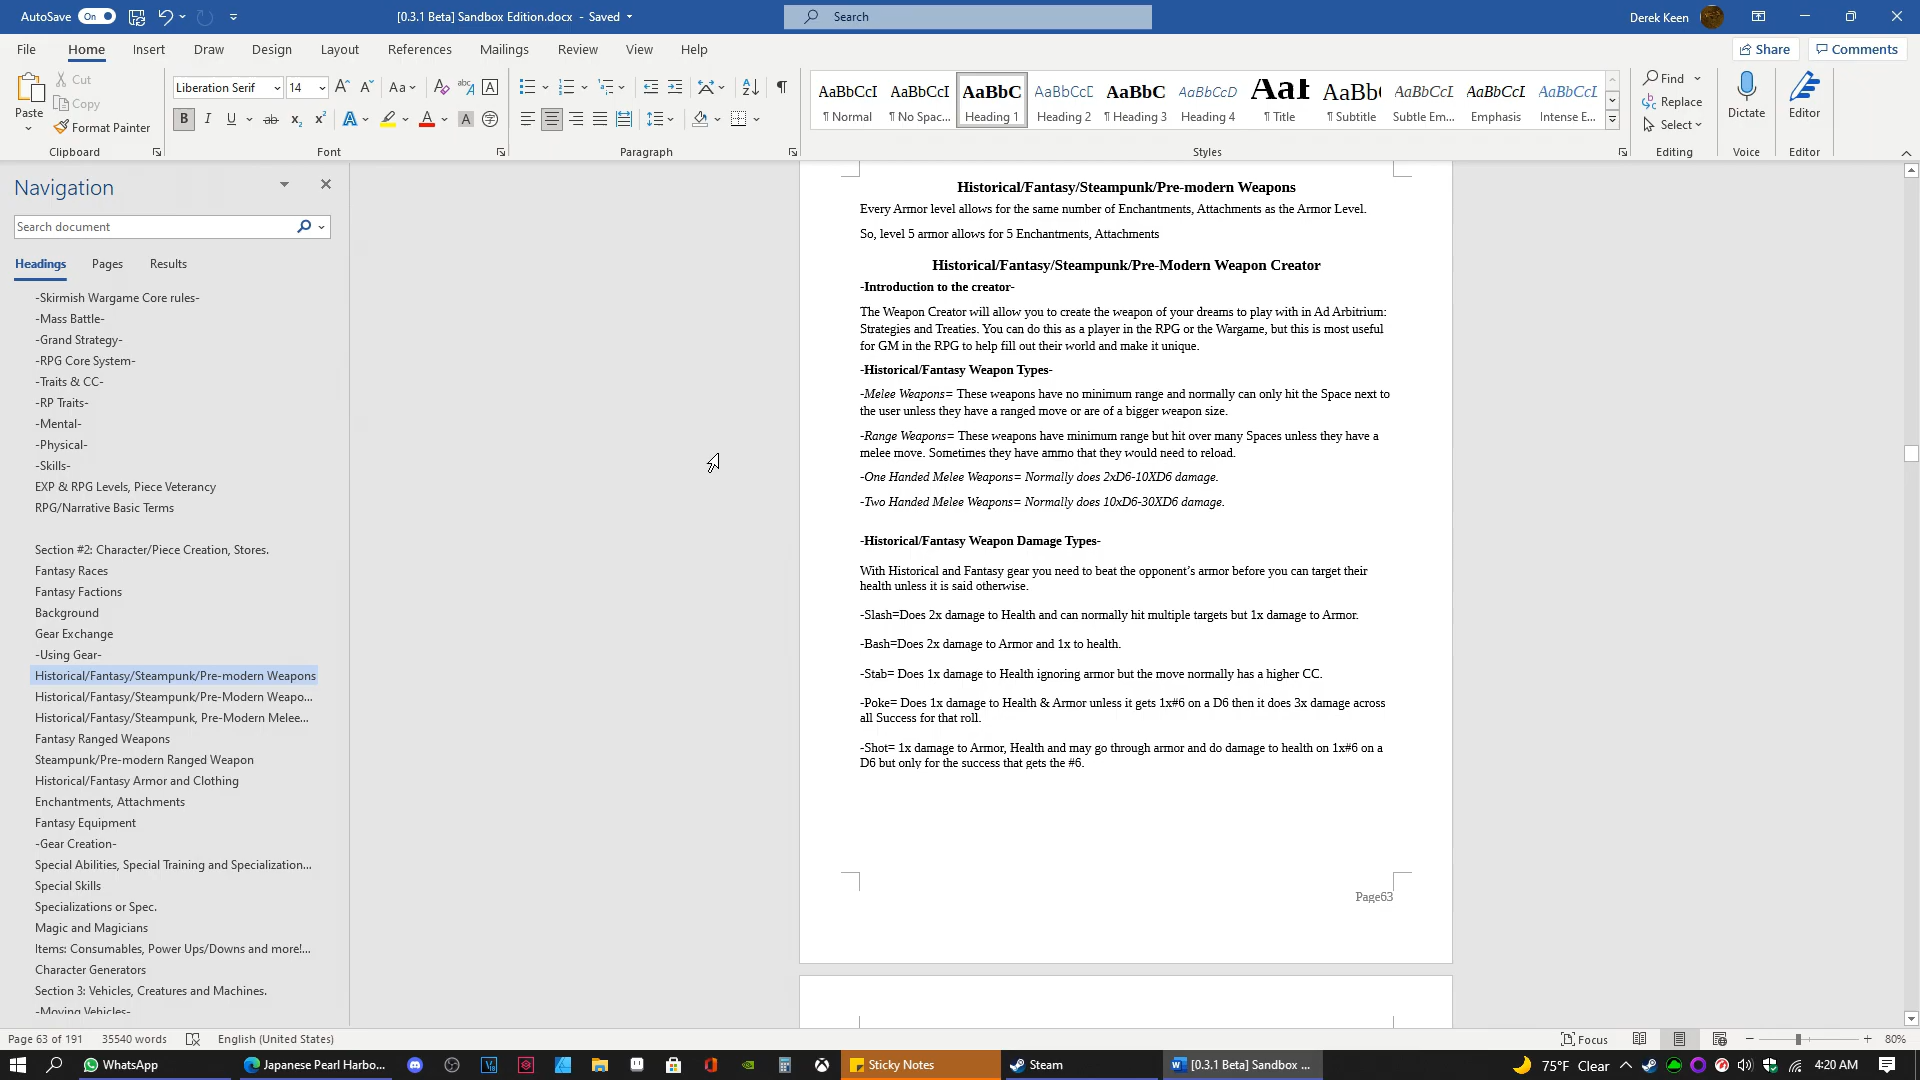 AutoSave On [0.3.1 Beta] Sandbox Edition.docx - Saved Search Derek Keen
File Home Insert Draw Design Layout References Mailings Review View Help Share Comments
Paste Cut Copy Format Painter
Liberation Serif 14
AaBbCcI AaBbCcI AaBbC AaBbCcD AaBbC AaBbCcD AaB AaBb AaBbCcI AaBbCcI AaBbCcI
¶ Normal ¶ No Spac... Heading 1 Heading 2 ¶ Heading 3 Heading 4 ¶ Title ¶ Subtitle Subtle Em... Emphasis Intense E...
Find
Replace
Select
Dictate
Editor
Clipboard Font Paragraph Styles Editing Voice Editor
Navigation
Search document
Headings Pages Results
-Skirmish Wargame Core rules-
-Mass Battle-
-Grand Strategy-
-RPG Core System-
-Traits & CC-
-RP Traits-
-Mental-
-Physical-
-Skills-
EXP & RPG Levels, Piece Veterancy
RPG/Narrative Basic Terms
Section #2: Character/Piece Creation, Stores.
Fantasy Races
Fantasy Factions
Background
Gear Exchange
-Using Gear-
Historical/Fantasy/Steampunk/Pre-modern Weapons
Historical/Fantasy/Steampunk/Pre-Modern Weapo...
Historical/Fantasy/Steampunk, Pre-Modern Melee...
Fantasy Ranged Weapons
Steampunk/Pre-modern Ranged Weapon
Historical/Fantasy Armor and Clothing
Enchantments, Attachments
Fantasy Equipment
-Gear Creation-
Special Abilities, Special Training and Specialization...
Special Skills
Specializations or Spec.
Magic and Magicians
Items: Consumables, Power Ups/Downs and more!...
Character Generators
Section 3: Vehicles, Creatures and Machines.
-Moving Vehicles-
Historical/Fantasy/Steampunk/Pre-modern Weapons
Every Armor level allows for the same number of Enchantments, Attachments as the Armor Level.
So, level 5 armor allows for 5 Enchantments, Attachments
Historical/Fantasy/Steampunk/Pre-Modern Weapon Creator
-Introduction to the creator-
The Weapon Creator will allow you to create the weapon of your dreams to play with in Ad Arbitrium:
Strategies and Treaties. You can do this as a player in the RPG or the Wargame, but this is most useful
for GM in the RPG to help fill out their world and make it unique.
-Historical/Fantasy Weapon Types-
-Melee Weapons= These weapons have no minimum range and normally can only hit the Space next to
the user unless they have a ranged move or are of a bigger weapon size.
-Range Weapons= These weapons have minimum range but hit over many Spaces unless they have a
melee move. Sometimes they have ammo that they would need to reload.
-One Handed Melee Weapons= Normally does 2xD6-10XD6 damage.
-Two Handed Melee Weapons= Normally does 10xD6-30XD6 damage.
-Historical/Fantasy Weapon Damage Types-
With Historical and Fantasy gear you need to beat the opponent’s armor before you can target their
health unless it is said otherwise.
-Slash=Does 2x damage to Health and can normally hit multiple targets but 1x damage to Armor.
-Bash=Does 2x damage to Armor and 1x to health.
-Stab= Does 1x damage to Health ignoring armor but the move normally has a higher CC.
-Poke= Does 1x damage to Health & Armor unless it gets 1x#6 on a D6 then it does 3x damage across
all Success for that roll.
-Shot= 1x damage to Armor, Health and may go through armor and do damage to health on 1x#6 on a
D6 but only for the success that gets the #6.
Page63
Page 63 of 191 35540 words English (United States) Focus 80%
WhatsApp Japanese Pearl Harbo... Sticky Notes Steam [0.3.1 Beta] Sandbox ... 75°F Clear 4:20 AM